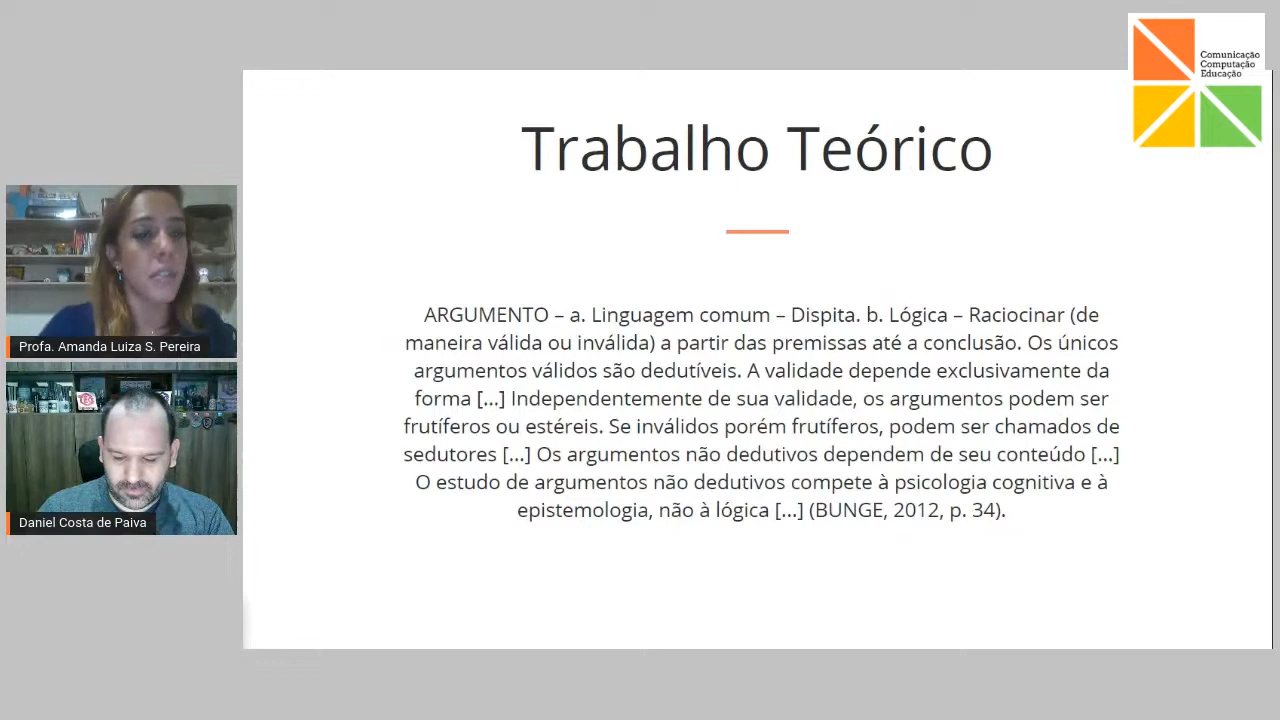 Comunicação
Computação
Educação
Trabalho Teórico
ARGUMENTO – a. Linguagem comum – Dispita. b. Lógica – Raciocinar (de
maneira válida ou inválida) a partir das premissas até a conclusão. Os únicos
argumentos válidos são dedutíveis. A validade depende exclusivamente da
forma [...] Independentemente de sua validade, os argumentos podem ser
frutíferos ou estéreis. Se inválidos porém frutíferos, podem ser chamados de
sedutores [...] Os argumentos não dedutivos dependem de seu conteúdo [...]
O estudo de argumentos não dedutivos compete à psicologia cognitiva e à
epistemologia, não à lógica [...] (BUNGE, 2012, p. 34).
Profa. Amanda Luiza S. Pereira
Daniel Costa de Paiva